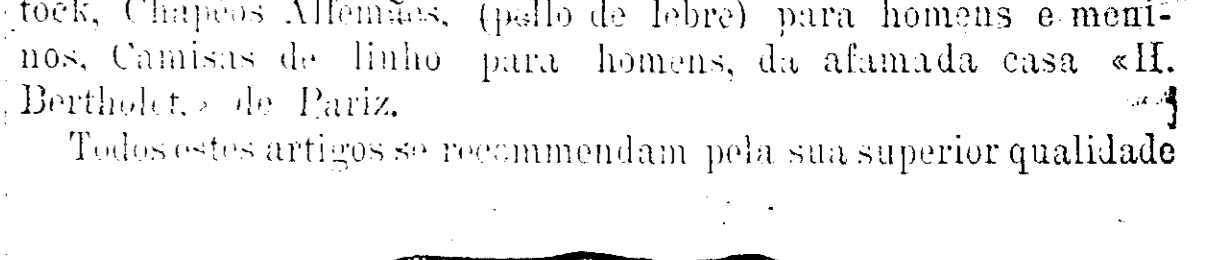 tock, Chapéos Allemães, (pello de lebre) para homens e meni-
nos, Camisas de linho para homens, da afamada casa «H.
Bertholet,» de Pariz.
Todos estes artigos se recommendam pela sua superior qualidade